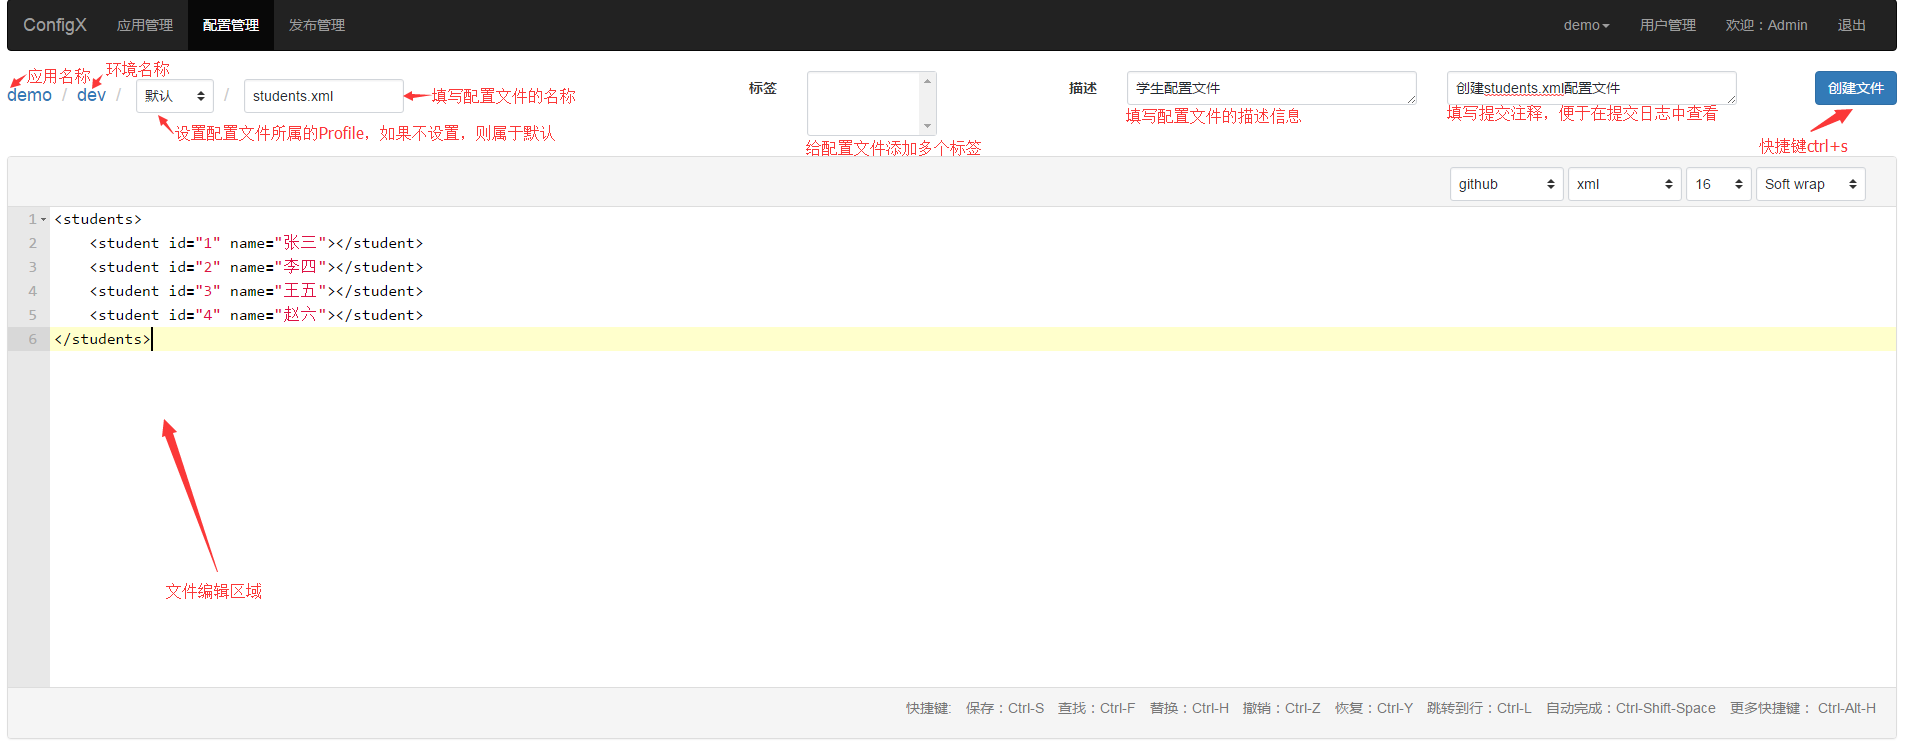 ConfigX 应用管理 配置管理 发布管理 demo 用户管理 欢迎：Admin 退出
应用名称 环境名称
demo / dev / 默认 / students.xml 填写配置文件的名称 标签 描述 学生配置文件 创建students.xml配置文件 创建文件
填写配置文件的描述信息 填写提交注释，便于在提交日志中查看
设置配置文件所属的Profile，如果不设置，则属于默认
给配置文件添加多个标签 快捷键ctrl+s
github xml 16 Soft wrap
1 <students>
2     <student id="1" name="张三"></student>
3     <student id="2" name="李四"></student>
4     <student id="3" name="王五"></student>
5     <student id="4" name="赵六"></student>
6 </students>
文件编辑区域
快捷键: 保存：Ctrl-S 查找：Ctrl-F 替换：Ctrl-H 撤销：Ctrl-Z 恢复：Ctrl-Y 跳转到行：Ctrl-L 自动完成：Ctrl-Shift-Space 更多快捷键： Ctrl-Alt-H